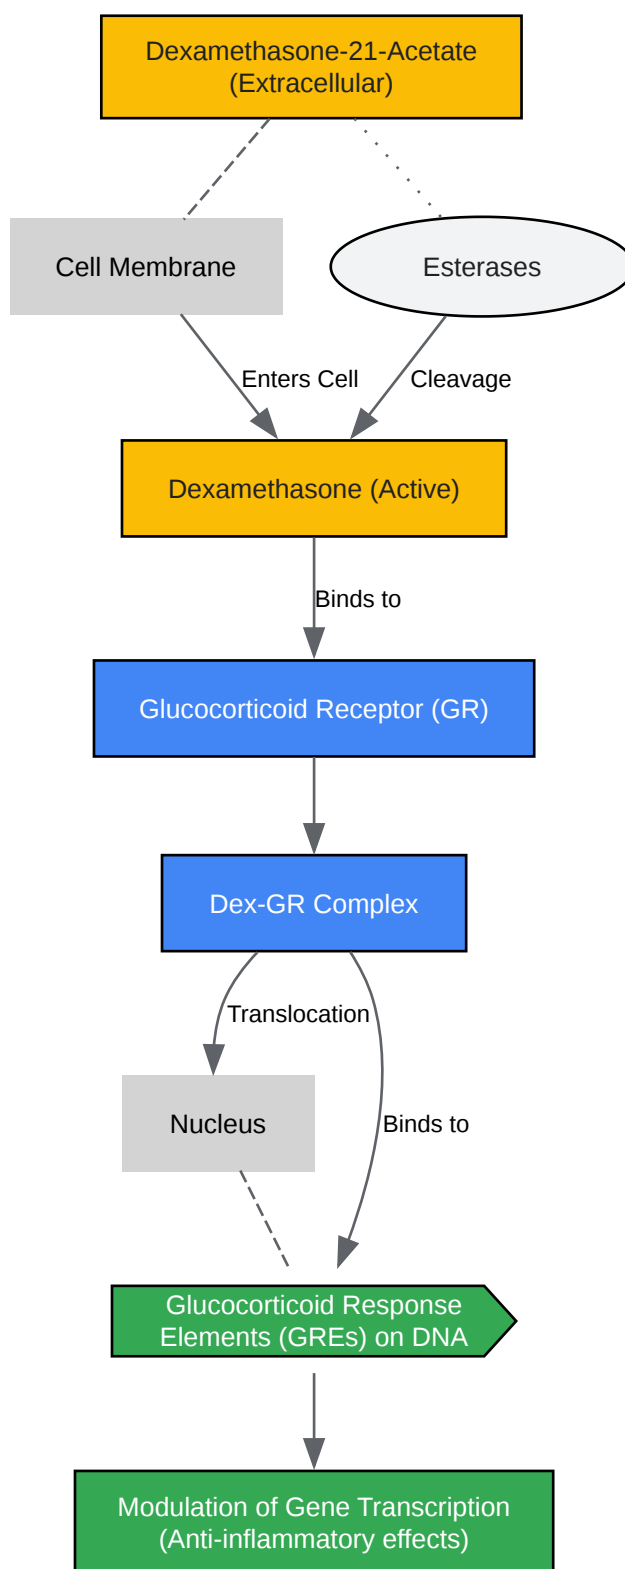 Dexamethasone-21-Acetate
(Extracellular)
Cell Membrane
Esterases
Enters Cell
Cleavage
Dexamethasone (Active)
Binds to
Glucocorticoid Receptor (GR)
Dex-GR Complex
Translocation
Nucleus
Binds to
Glucocorticoid Response
Elements (GREs) on DNA
Modulation of Gene Transcription
(Anti-inflammatory effects)